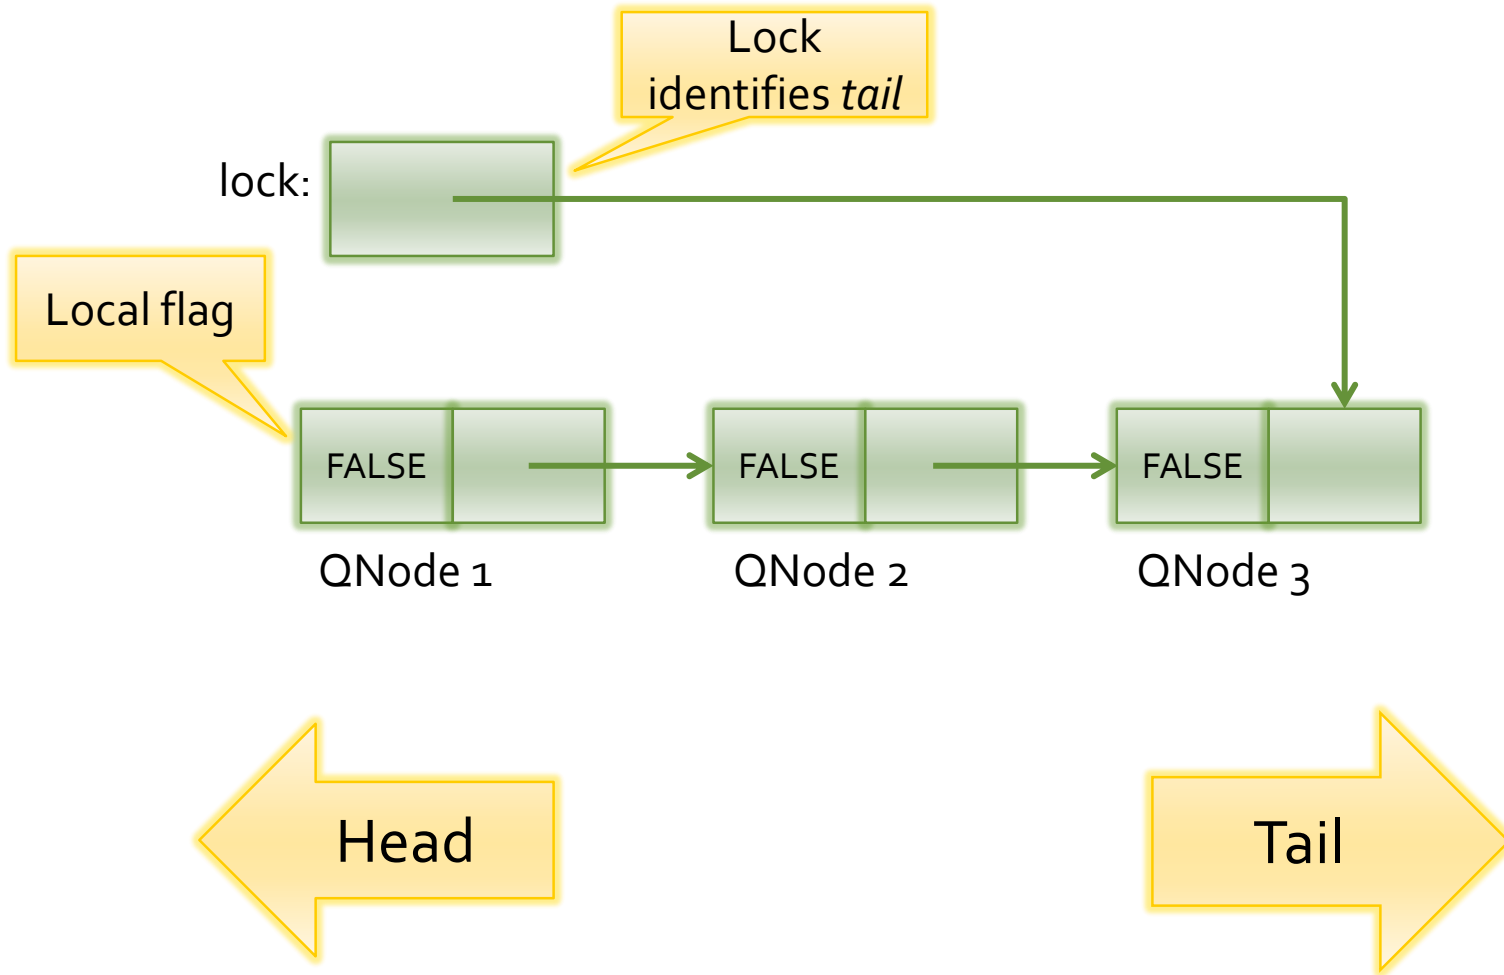 Lock
identifies tail
lock:
Local flag
FALSE
FALSE
FALSE
QNode 1
QNode 2
QNode 3
Head
Tail